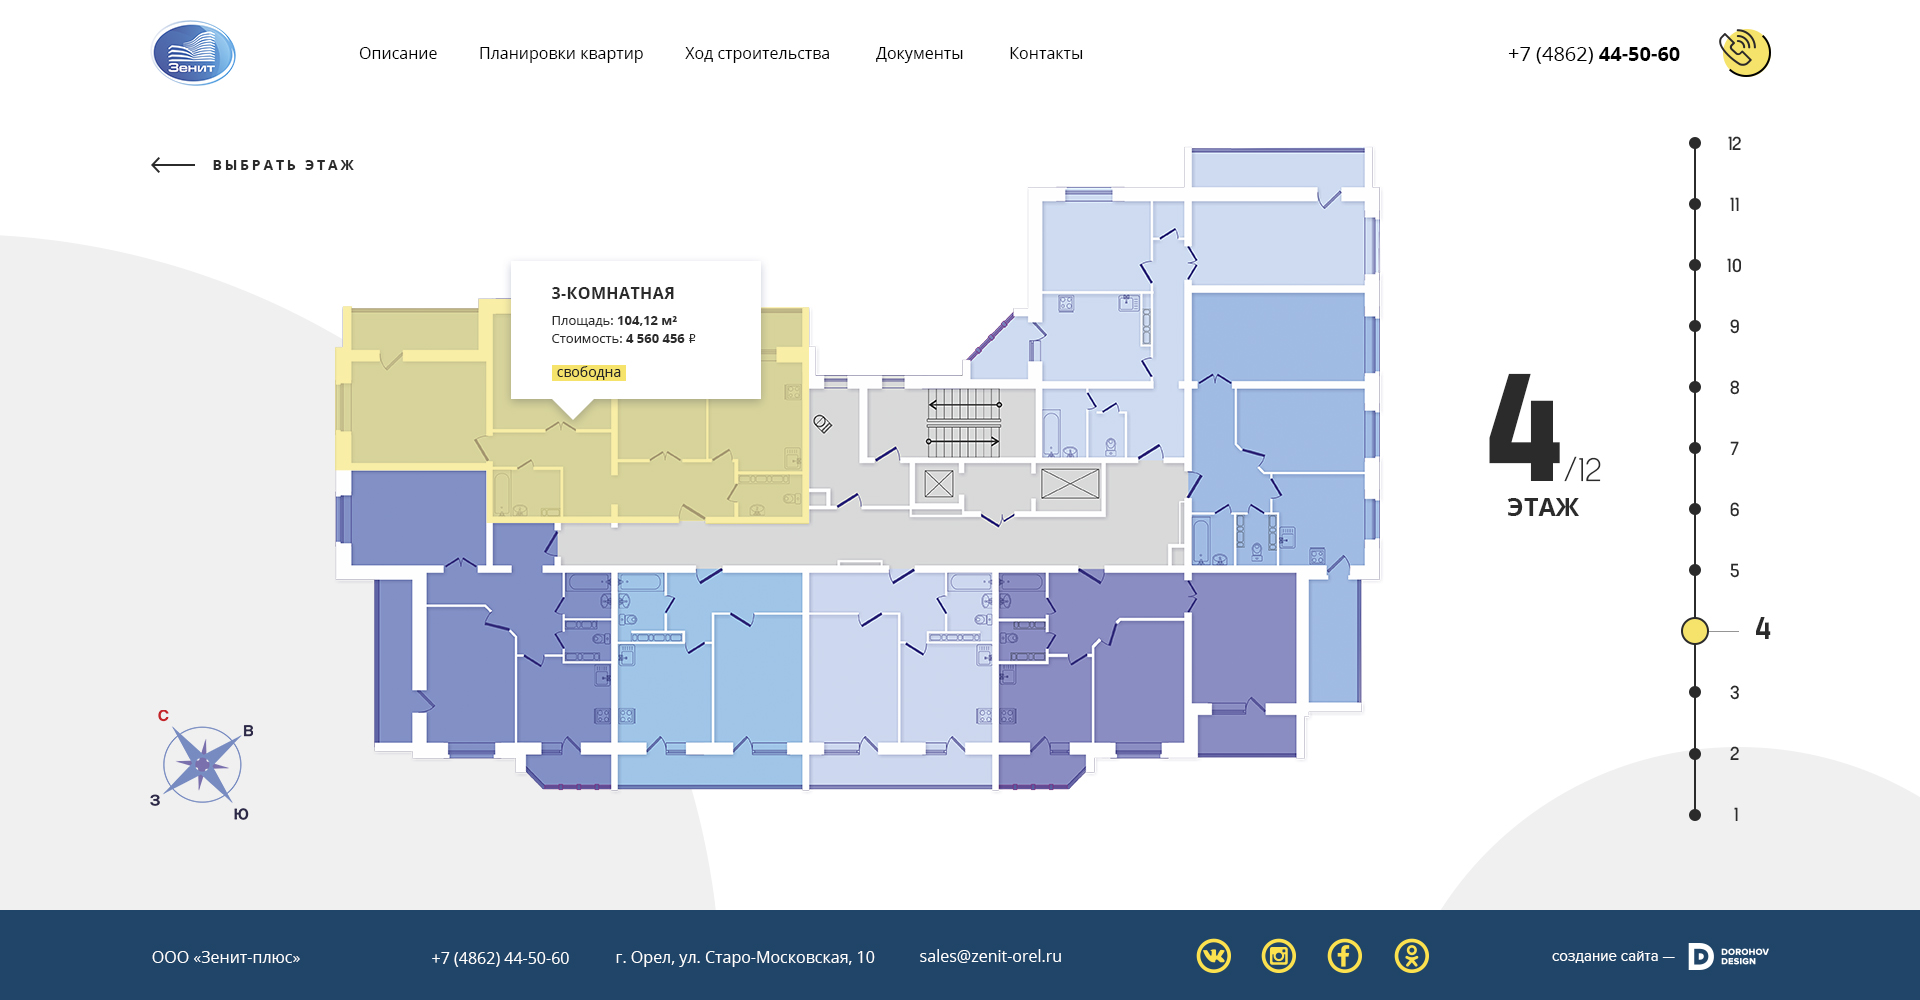 Зенит
Описание
Планировки квартир
Ход строительства
Документы
Контакты
+7 (4862) 44-50-60
ВЫБРАТЬ ЭТАЖ
3-КОМНАТНАЯ
Площадь: 104,12 м²
Стоимость: 4 560 456 ₽
свободна
4/12
ЭТАЖ
12
11
10
9
8
7
6
5
4
3
2
1
С
В
З
Ю
ООО «Зенит-плюс»
+7 (4862) 44-50-60
г. Орел, ул. Старо-Московская, 10
sales@zenit-orel.ru
создание сайта —
DOROHOV
DESIGN